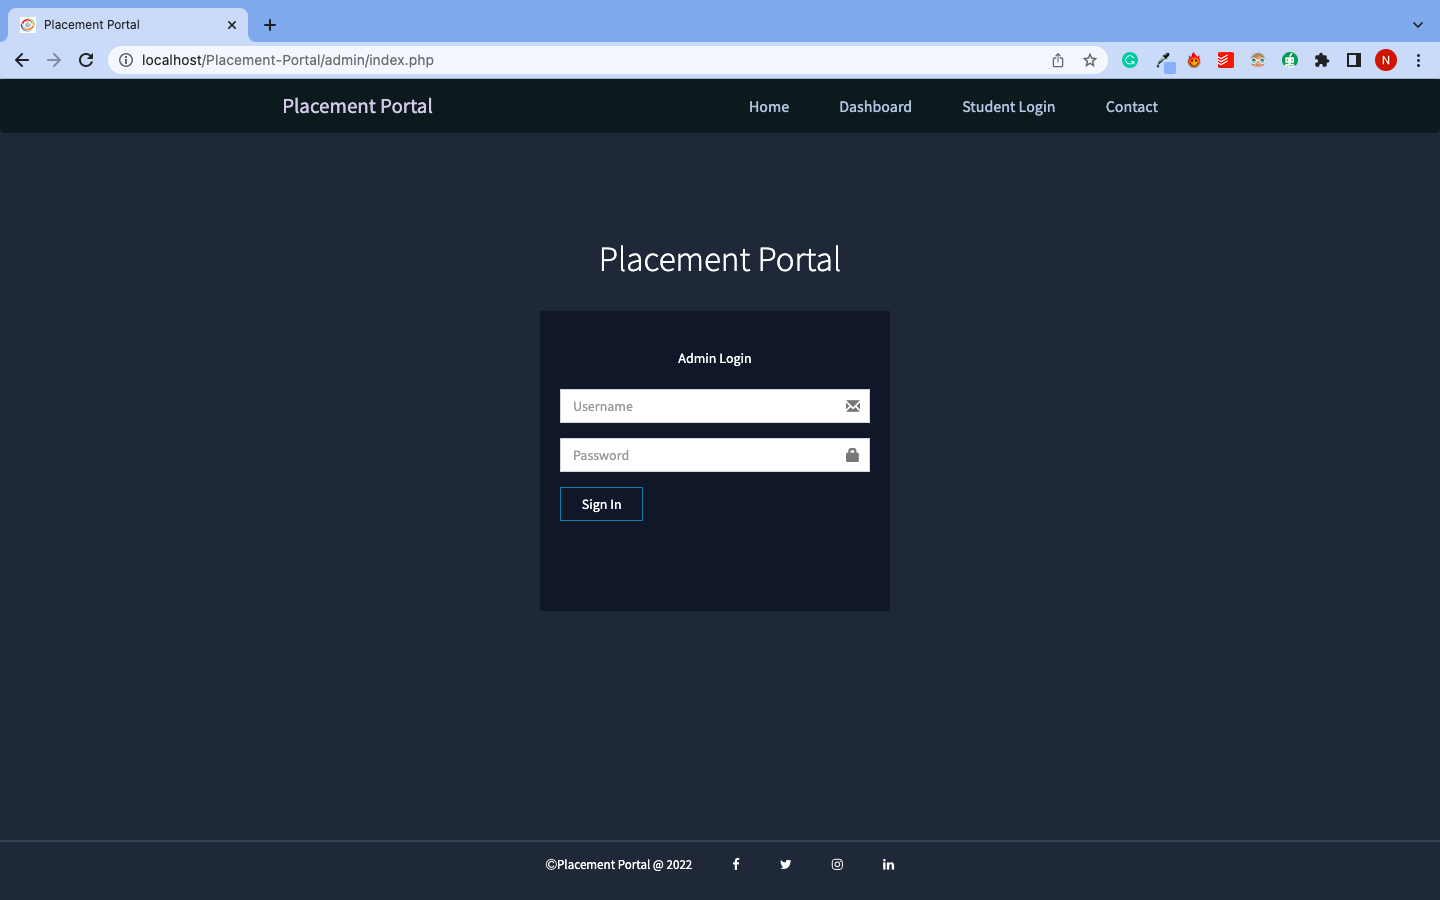 Placement Portal
localhost/Placement-Portal/admin/index.php
N
Placement Portal Home Dashboard Student Login Contact
Placement Portal
Admin Login
Username
Password
Sign In
©Placement Portal @ 2022